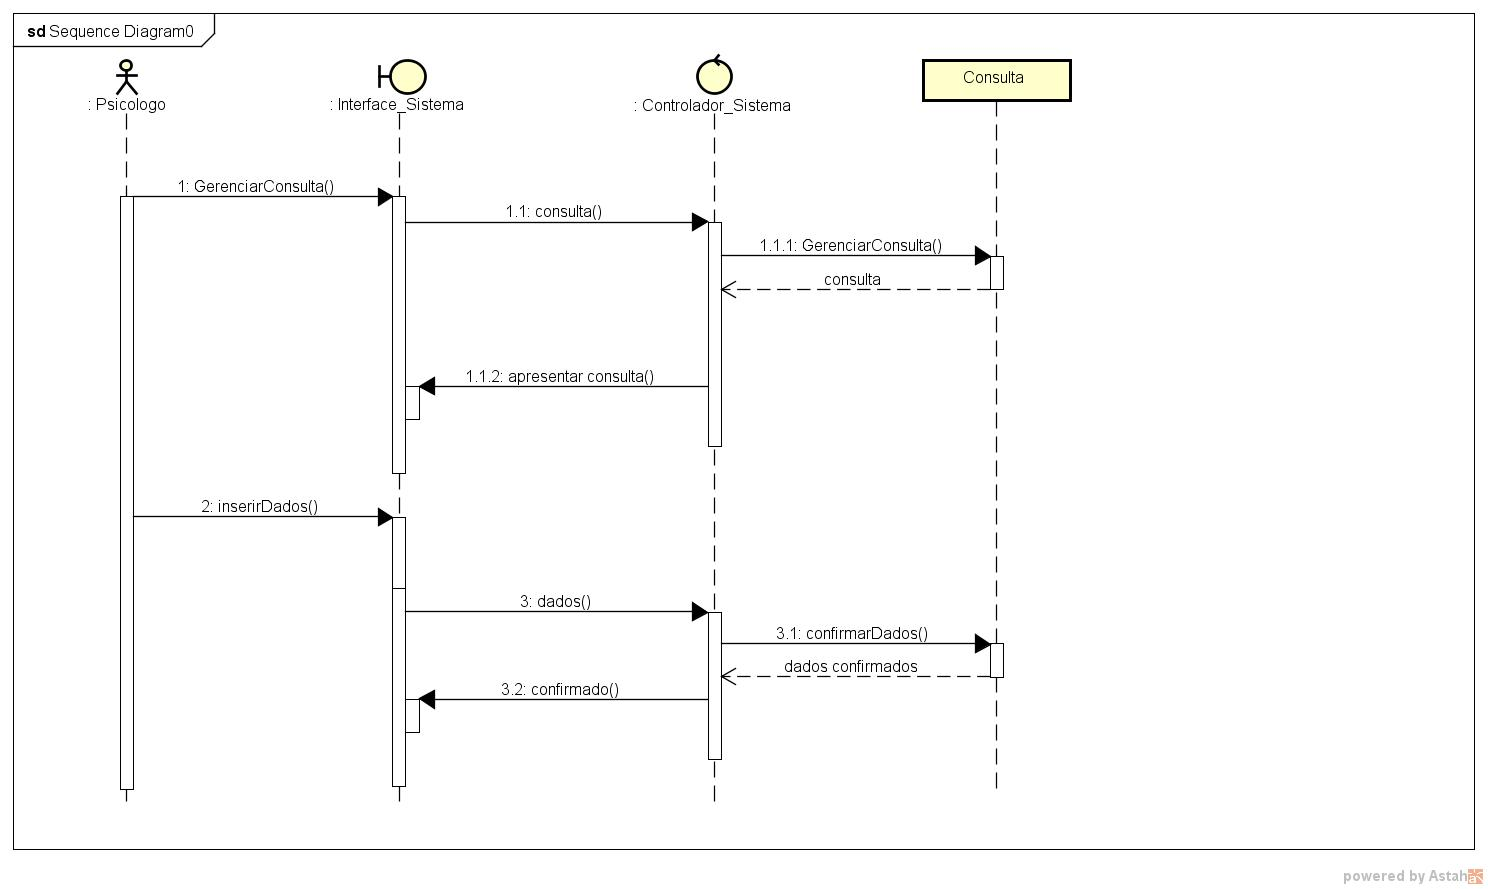 sd Sequence Diagram0
: Psicologo
: Interface_Sistema
: Controlador_Sistema
Consulta
1: GerenciarConsulta()
1.1: consulta()
1.1.1: GerenciarConsulta()
consulta
1.1.2: apresentar consulta()
2: inserirDados()
3: dados()
3.1: confirmarDados()
dados confirmados
3.2: confirmado()
powered by Astah